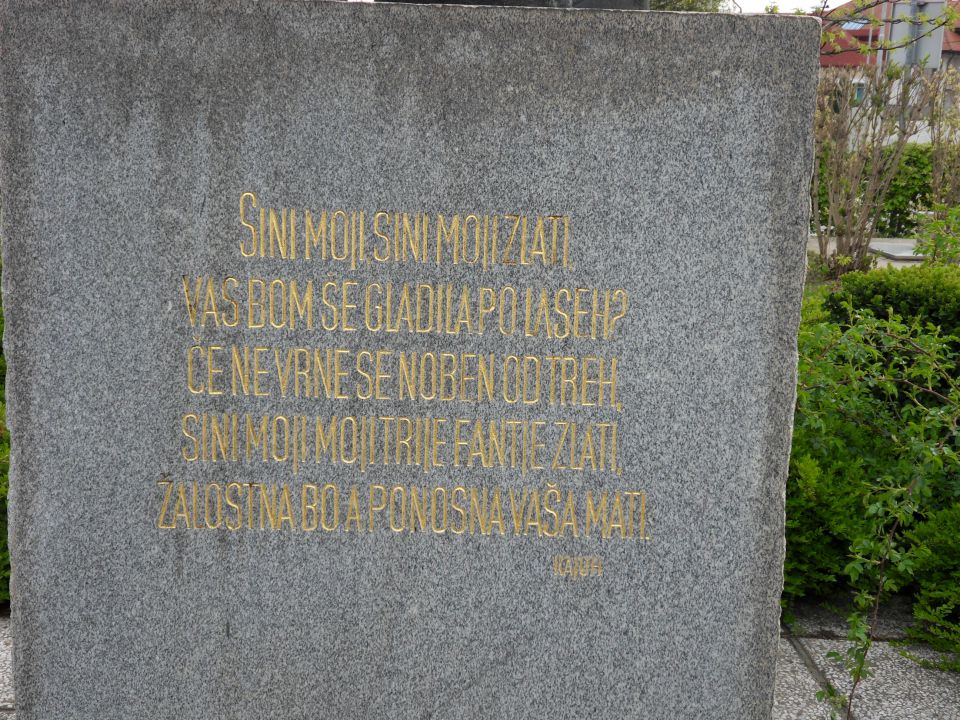 SINI MOJI, SINI MOJI ZLATI,
VAS BOM ŠE GLADILA PO LASEH?
ČE NE VRNE SE NOBEN OD TREH,
SINI MOJI MOJI TRIJE FANTJE ZLATI,
ŽALOSTNA BO A PONOSNA VAŠA MATI.
KAJUH